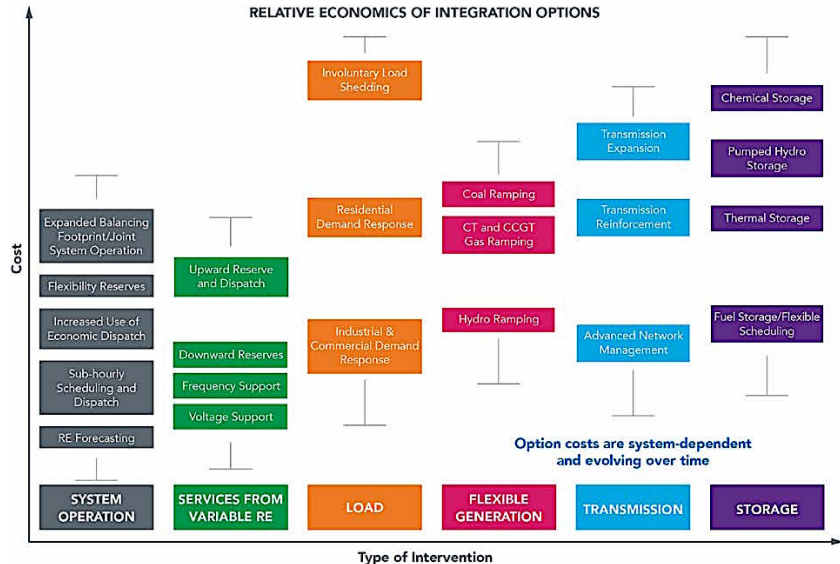 RELATIVE ECONOMICS OF INTEGRATION OPTIONS
Cost
Expanded Balancing
Footprint/Joint
System Operation
Flexibility Reserves
Increased Use of
Economic Dispatch
Sub-hourly
Scheduling and
Dispatch
RE Forecasting
SYSTEM
OPERATION
Upward Reserve
and Dispatch
Downward Reserves
Frequency Support
Voltage Support
SERVICES FROM
VARIABLE RE
Involuntary Load
Shedding
Residential
Demand Response
Industrial &
Commercial Demand
Response
LOAD
Coal Ramping
CT and CCGT
Gas Ramping
Hydro Ramping
FLEXIBLE
GENERATION
Transmission
Expansion
Transmission
Reinforcement
Advanced Network
Management
TRANSMISSION
Chemical Storage
Pumped Hydro
Storage
Thermal Storage
Fuel Storage/Flexible
Scheduling
STORAGE
Option costs are system-dependent
and evolving over time
Type of Intervention